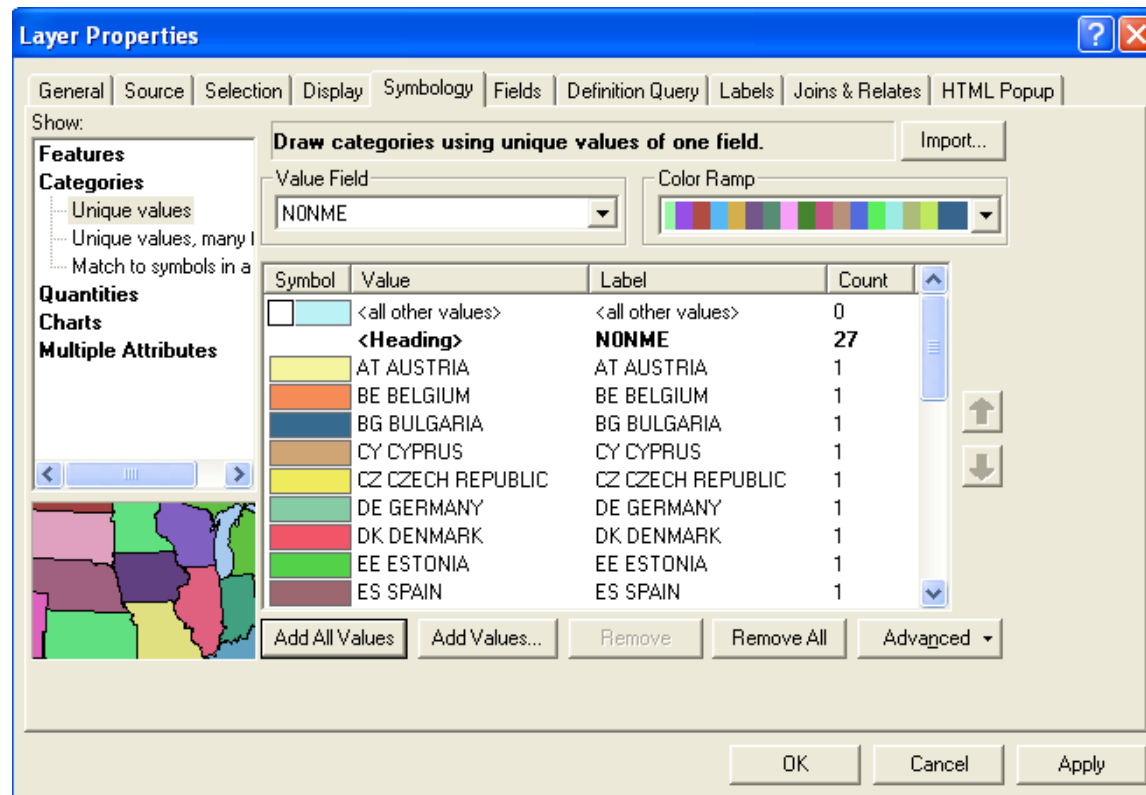 Layer Properties
General Source Selection Display Symbology Fields Definition Query Labels Joins & Relates HTML Popup
Show:
Features
Categories
Unique values
Unique values, many f
Match to symbols in a
Quantities
Charts
Multiple Attributes
Draw categories using unique values of one field.
Import...
Value Field
N0NME
Color Ramp
Symbol Value Label Count
<all other values> <all other values> 0
<Heading> N0NME 27
AT AUSTRIA AT AUSTRIA 1
BE BELGIUM BE BELGIUM 1
BG BULGARIA BG BULGARIA 1
CY CYPRUS CY CYPRUS 1
CZ CZECH REPUBLIC CZ CZECH REPUBLIC 1
DE GERMANY DE GERMANY 1
DK DENMARK DK DENMARK 1
EE ESTONIA EE ESTONIA 1
ES SPAIN ES SPAIN 1
Add All Values Add Values... Remove Remove All Advanced
OK Cancel Apply